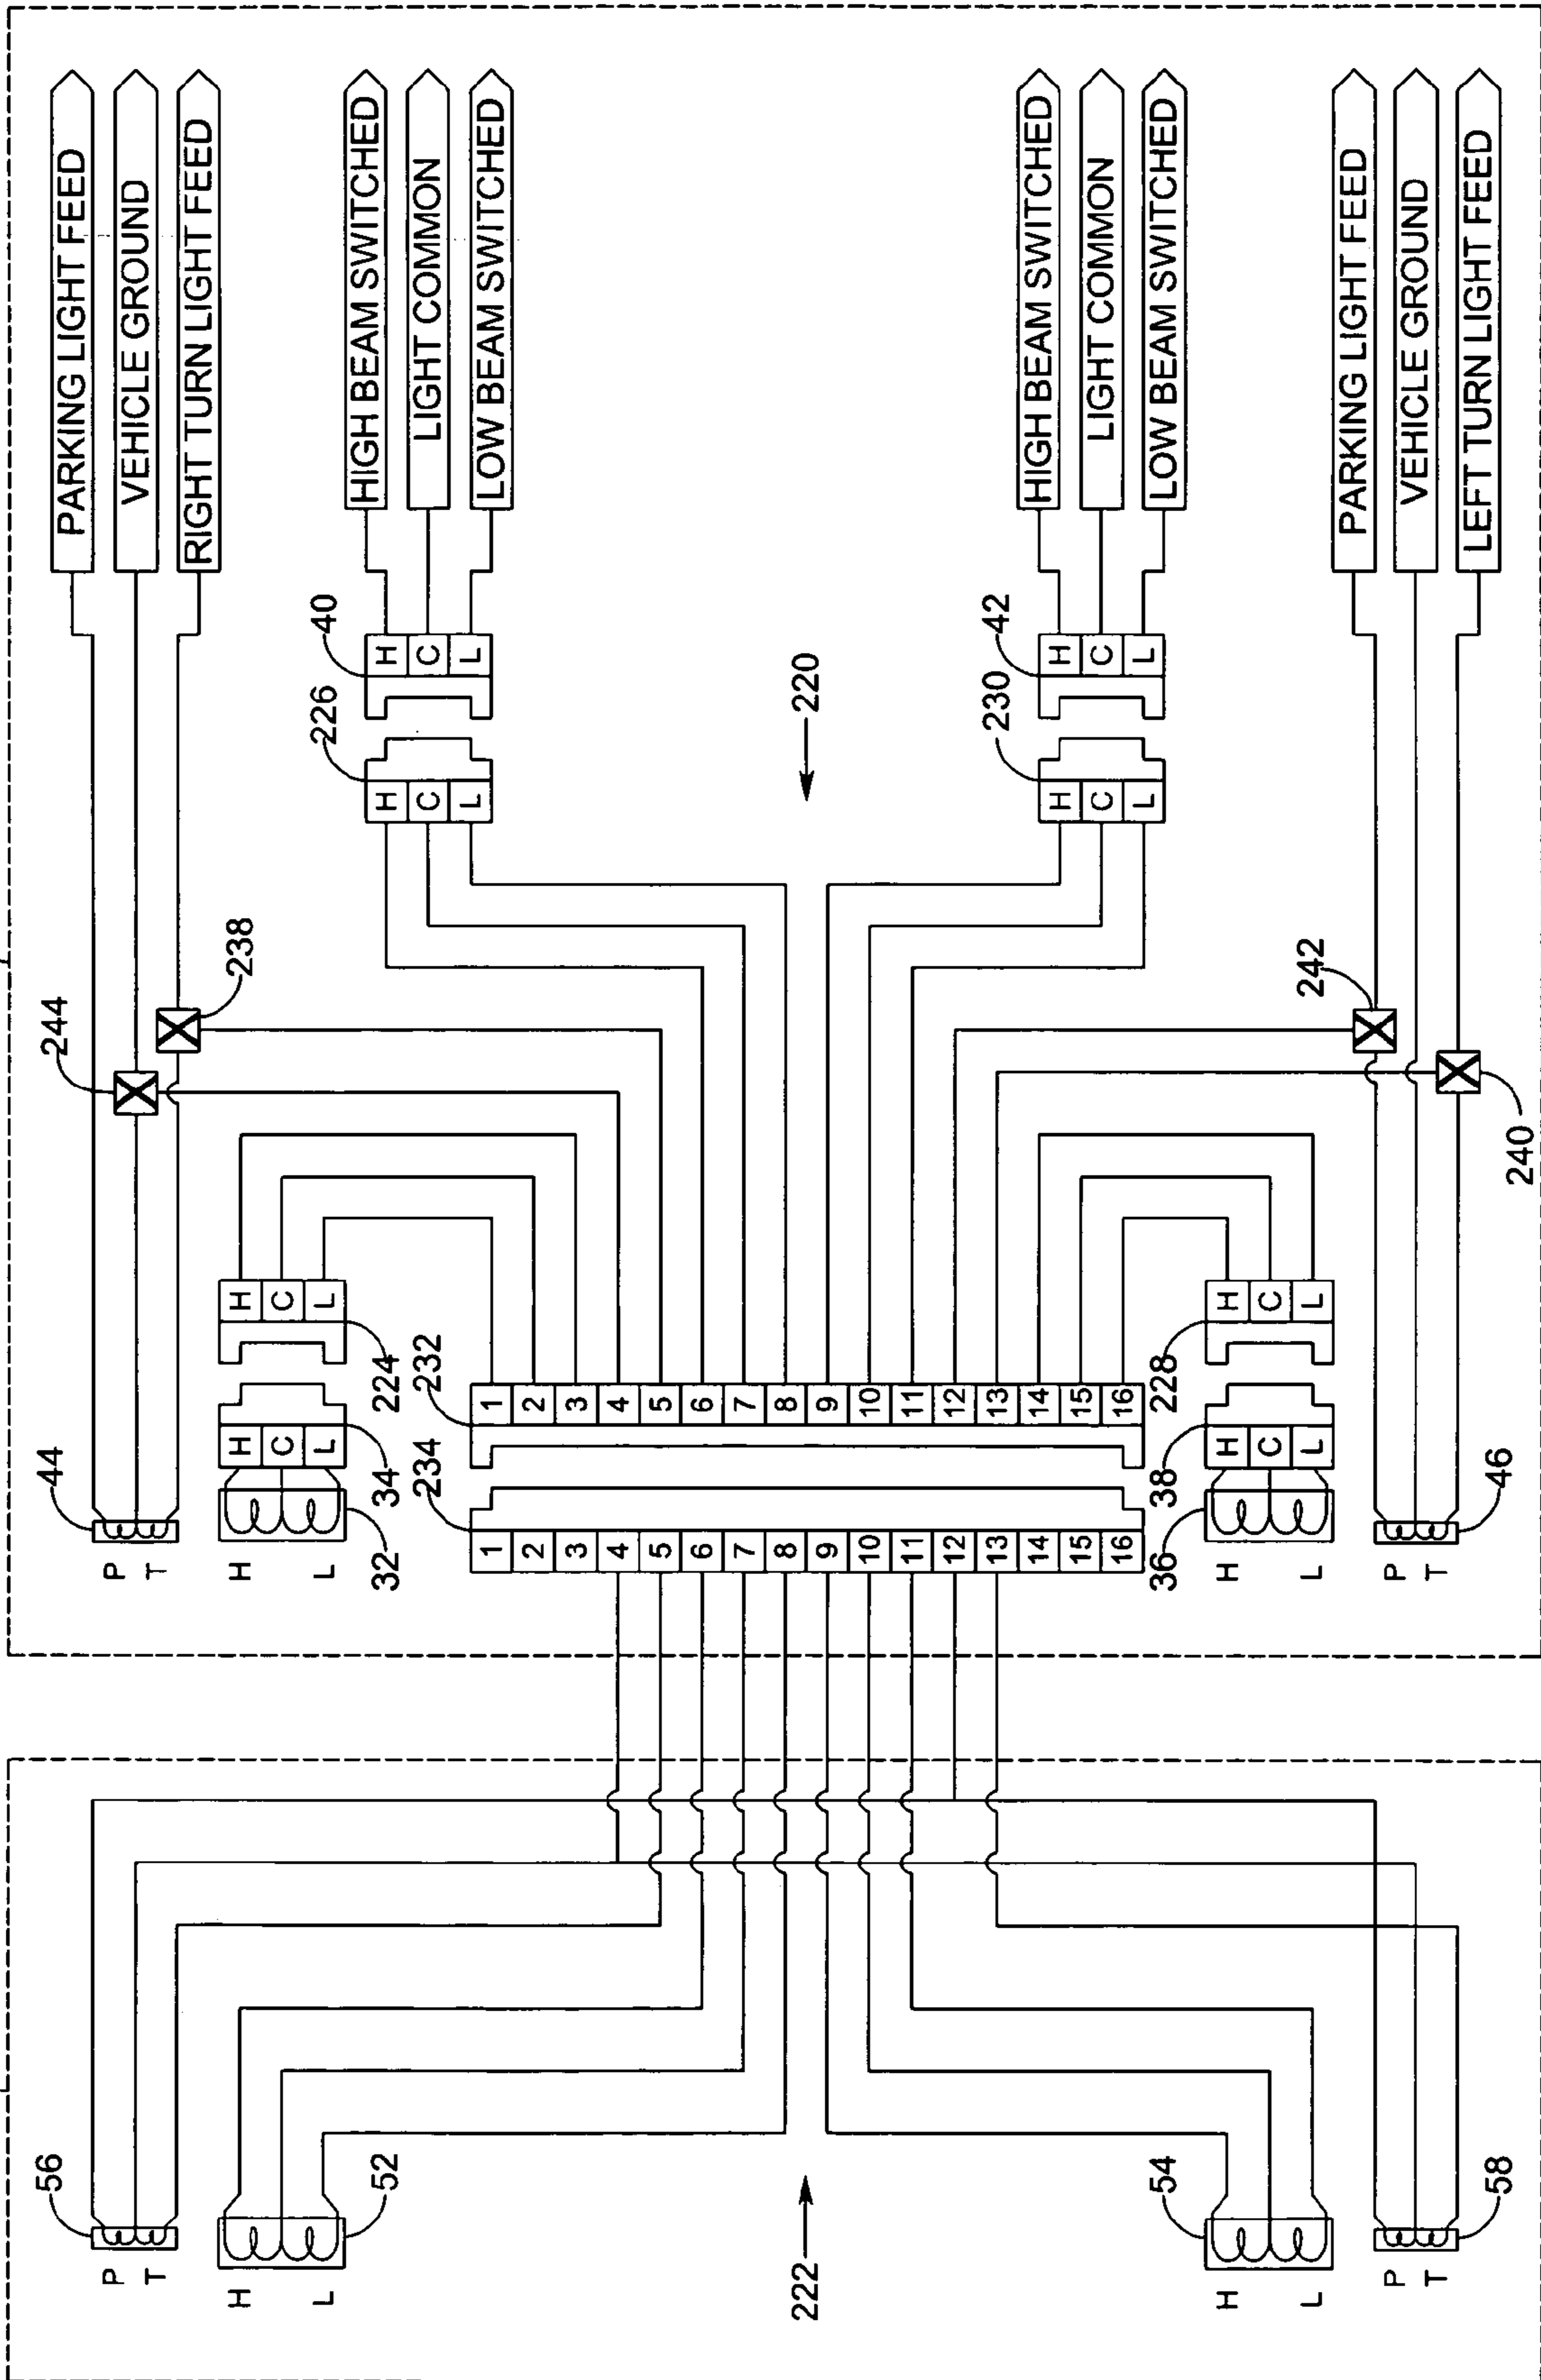 PARKING LIGHT FEED
VEHICLE GROUND
RIGHT TURN LIGHT FEED
HIGH BEAM SWITCHED
LIGHT COMMON
LOW BEAM SWITCHED
HIGH BEAM SWITCHED
LIGHT COMMON
LOW BEAM SWITCHED
PARKING LIGHT FEED
VEHICLE GROUND
LEFT TURN LIGHT FEED
40
H
C
L
226
H
C
L
220
42
H
C
L
230
H
C
L
244
238
242
240
H
C
L
224
232
1
2
3
4
5
6
7
8
9
10
11
12
13
14
15
16
228
H
C
L
44
P
T
H
C
L
34
H
L
32
234
1
2
3
4
5
6
7
8
9
10
11
12
13
14
15
16
38
H
C
L
36
H
L
46
P
T
56
P
T
52
H
L
222
54
H
L
58
P
T